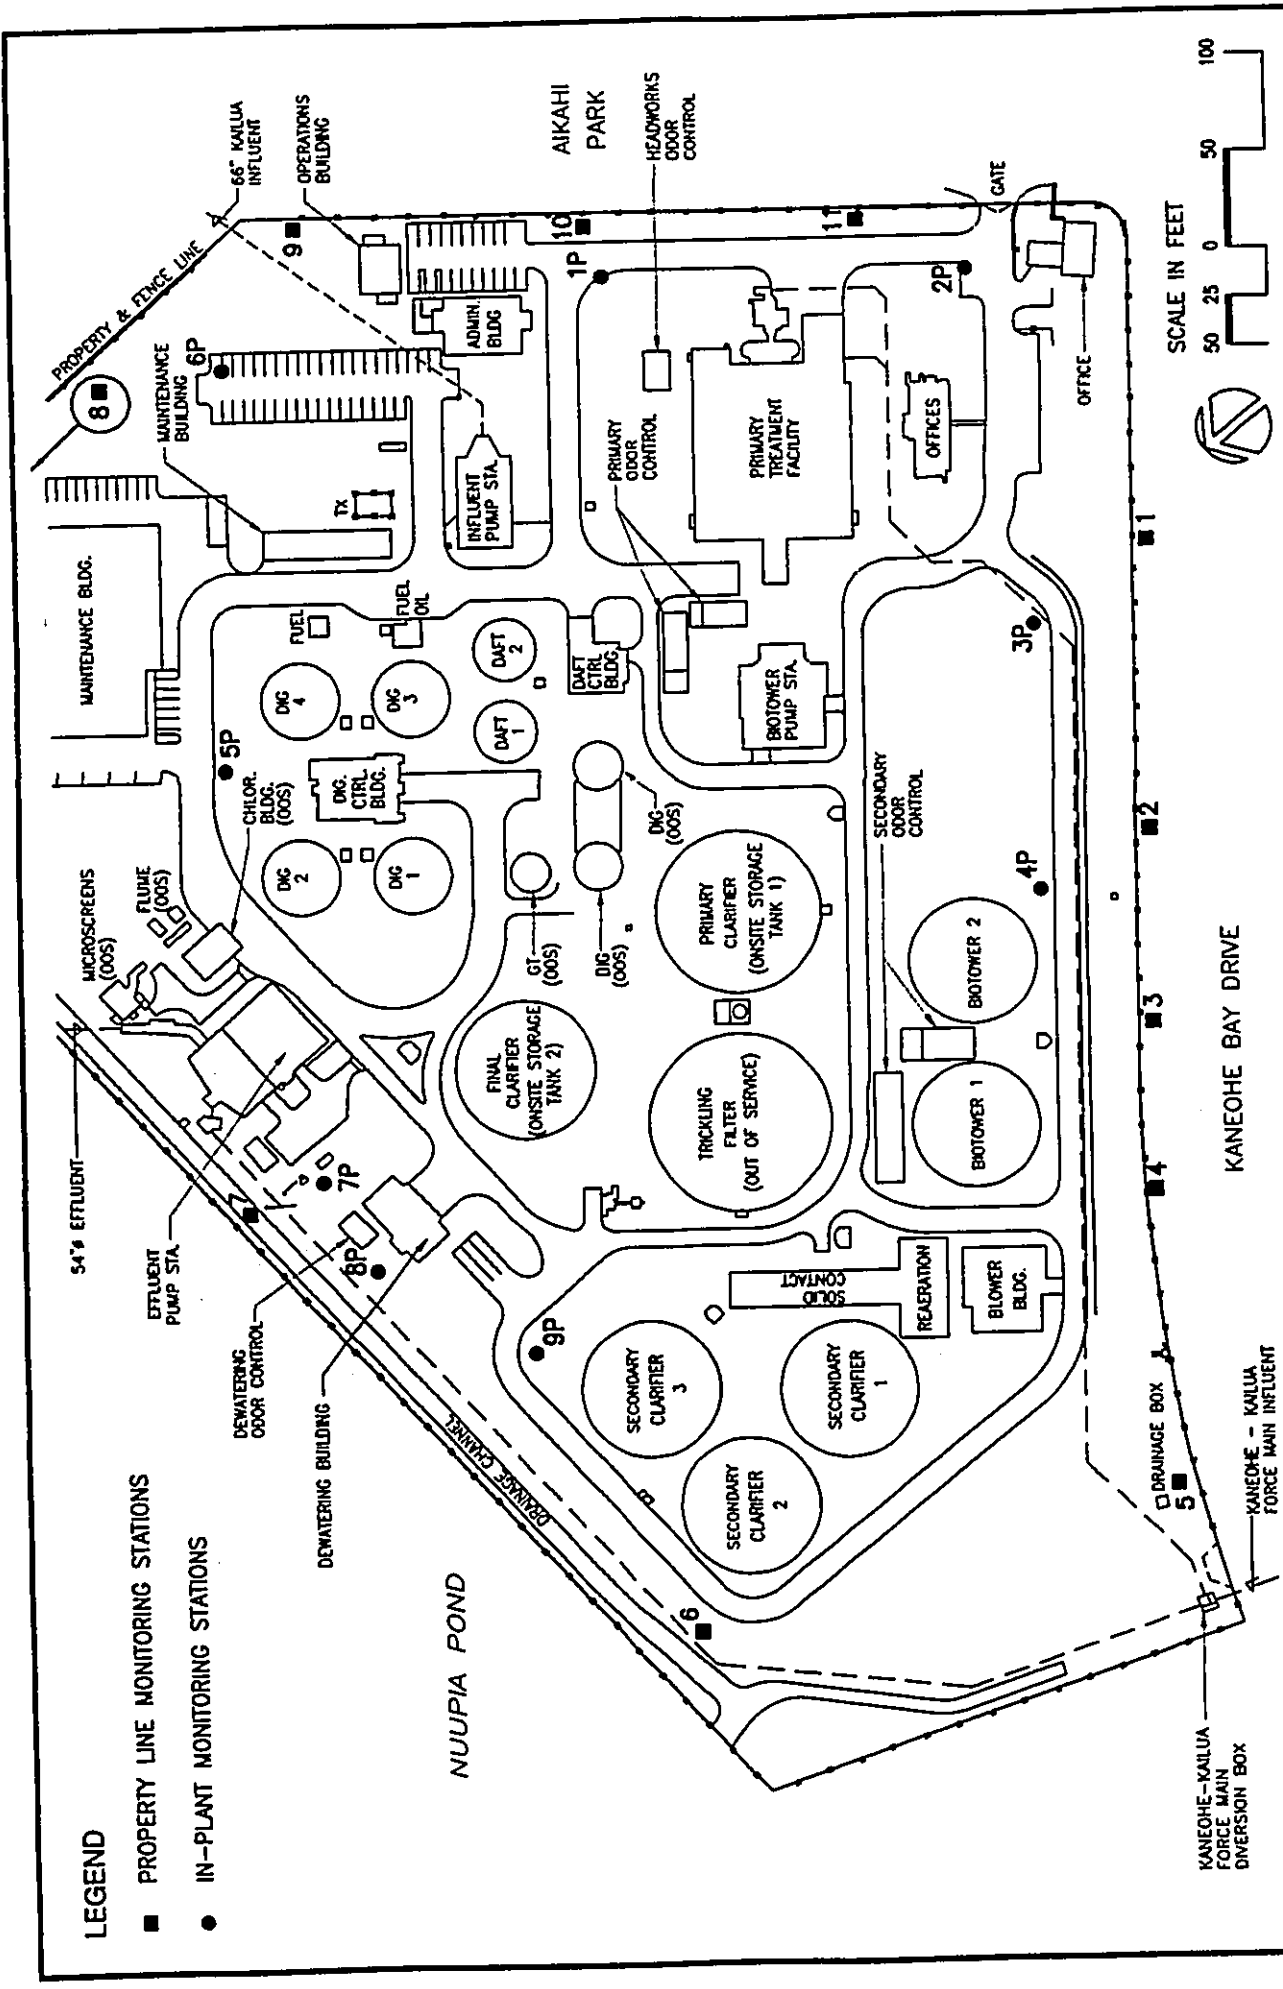 LEGEND
■ PROPERTY LINE MONITORING STATIONS
● IN-PLANT MONITORING STATIONS
NUUPIA POND
DRAINAGE CHANNEL
54"ø EFFLUENT
EFFLUENT
PUMP STA.
DEWATERING
ODOR CONTROL
DEWATERING BUILDING
MICROSCREENS
(OOS)
FLUME
(OOS)
CHLOR.
BLDG.
(OOS)
MAINTENANCE BLDG.
MAINTENANCE
BUILDING
PROPERTY & FENCE LINE
66" KAILUA
INFLUENT
OPERATIONS
BUILDING
AIKAHI
PARK
HEADWORKS
ODOR
CONTROL
8
9
10
11
6P
5P
7P
8P
9P
1P
2P
3P
4P
TX
FUEL
FUEL
OIL
DIG
4
DIG
3
DIG
2
DIG
1
DIG.
CTRL.
BLDG.
DAFT
2
DAFT
1
DAFT
CTRL
BLDG.
INFLUENT
PUMP STA.
ADMIN.
BLDG
PRIMARY
ODOR
CONTROL
PRIMARY
TREATMENT
FACILITY
OFFICES
OFFICE
GATE
BIOTOWER
PUMP STA.
GT
(OOS)
DIG
(OOS)
DIG
(OOS)
FINAL
CLARIFIER
(ONSITE STORAGE
TANK 2)
PRIMARY
CLARIFIER
(ONSITE STORAGE
TANK 1)
TRICKLING
FILTER
(OUT OF SERVICE)
SECONDARY
ODOR
CONTROL
BIOTOWER 2
BIOTOWER 1
SOLID
CONTACT
REAERATION
BLOWER
BLDG.
SECONDARY
CLARIFIER
3
SECONDARY
CLARIFIER
1
SECONDARY
CLARIFIER
2
6
7
1
2
3
4
5
DRAINAGE BOX
KANEOHE - KAILUA
FORCE MAIN INFLUENT
KANEOHE-KAILUA
FORCE MAIN
DIVERSION BOX
KANEOHE BAY DRIVE
SCALE IN FEET
50 25 0 50 100